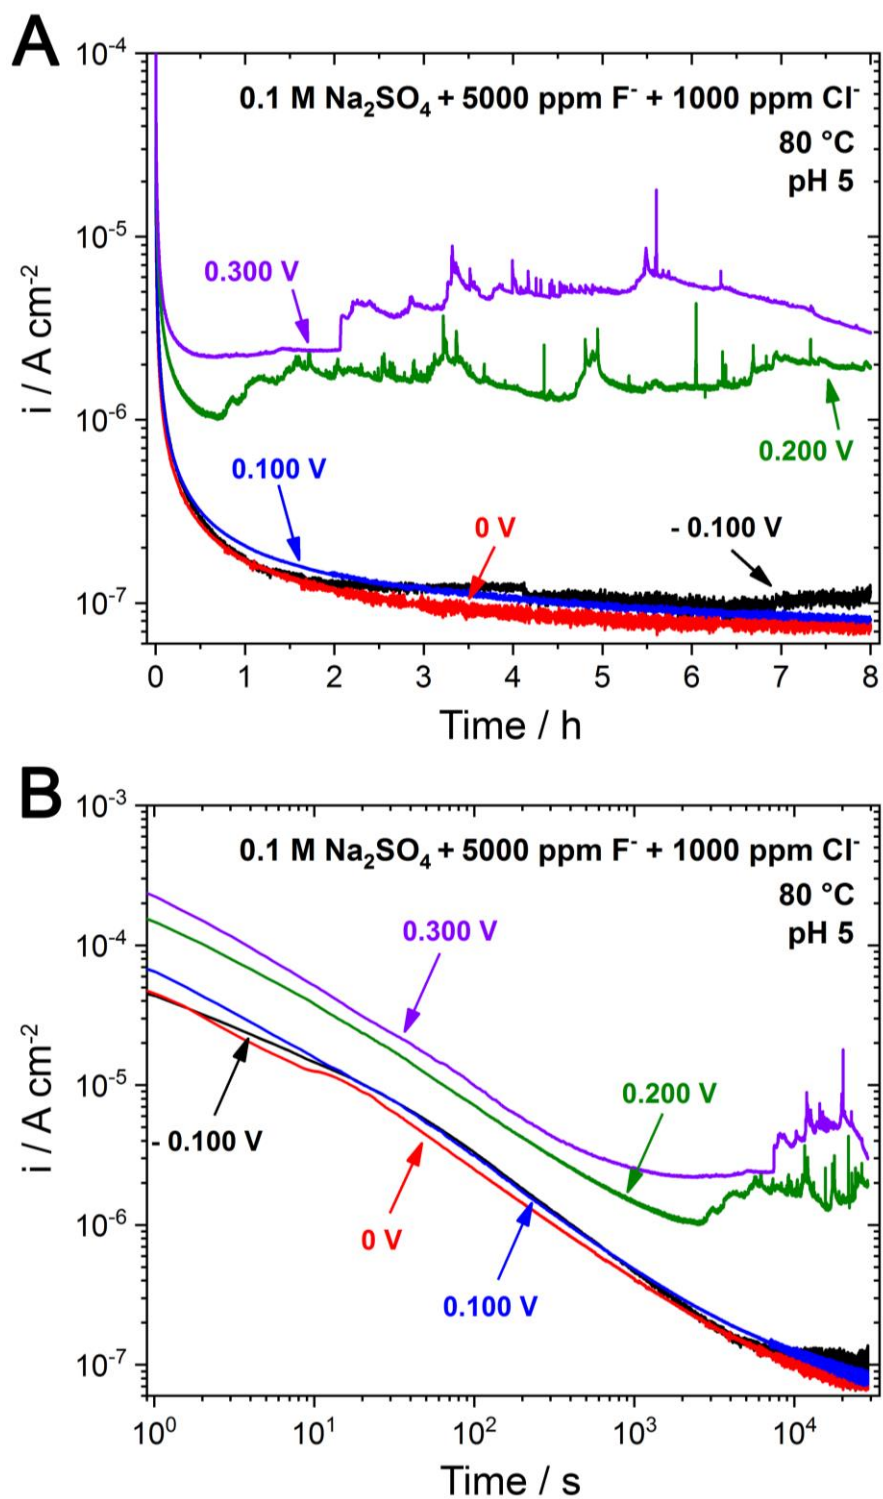 A
10⁻⁴
0.1 M Na₂SO₄ + 5000 ppm F⁻ + 1000 ppm Cl⁻
80 °C
pH 5
10⁻⁵
0.300 V
i / A cm⁻²
10⁻⁶
0.200 V
0.100 V
0 V
- 0.100 V
10⁻⁷
0 1 2 3 4 5 6 7 8
Time / h
B
10⁻³
0.1 M Na₂SO₄ + 5000 ppm F⁻ + 1000 ppm Cl⁻
80 °C
pH 5
0.300 V
10⁻⁴
i / A cm⁻²
10⁻⁵
0.200 V
- 0.100 V
10⁻⁶
0 V
0.100 V
10⁻⁷
10⁰ 10¹ 10² 10³ 10⁴
Time / s